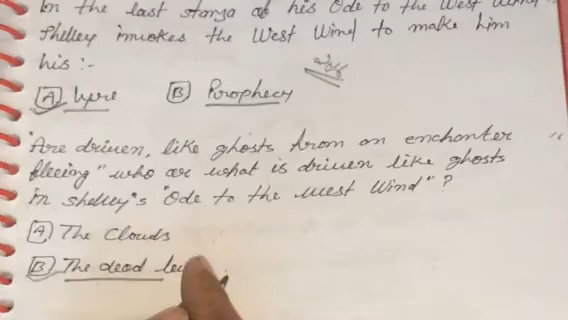 In the last stanza of his Ode to the West Wind,
Shelley invokes the West Wind to make him
his :-
[A] Lyre [B] Porophecy
"Are driven, like ghosts from an enchanter
fleeing" who or what is driven like ghosts
in shelley's "Ode to the west Wind"?
[A] The Clouds
[B] The dead